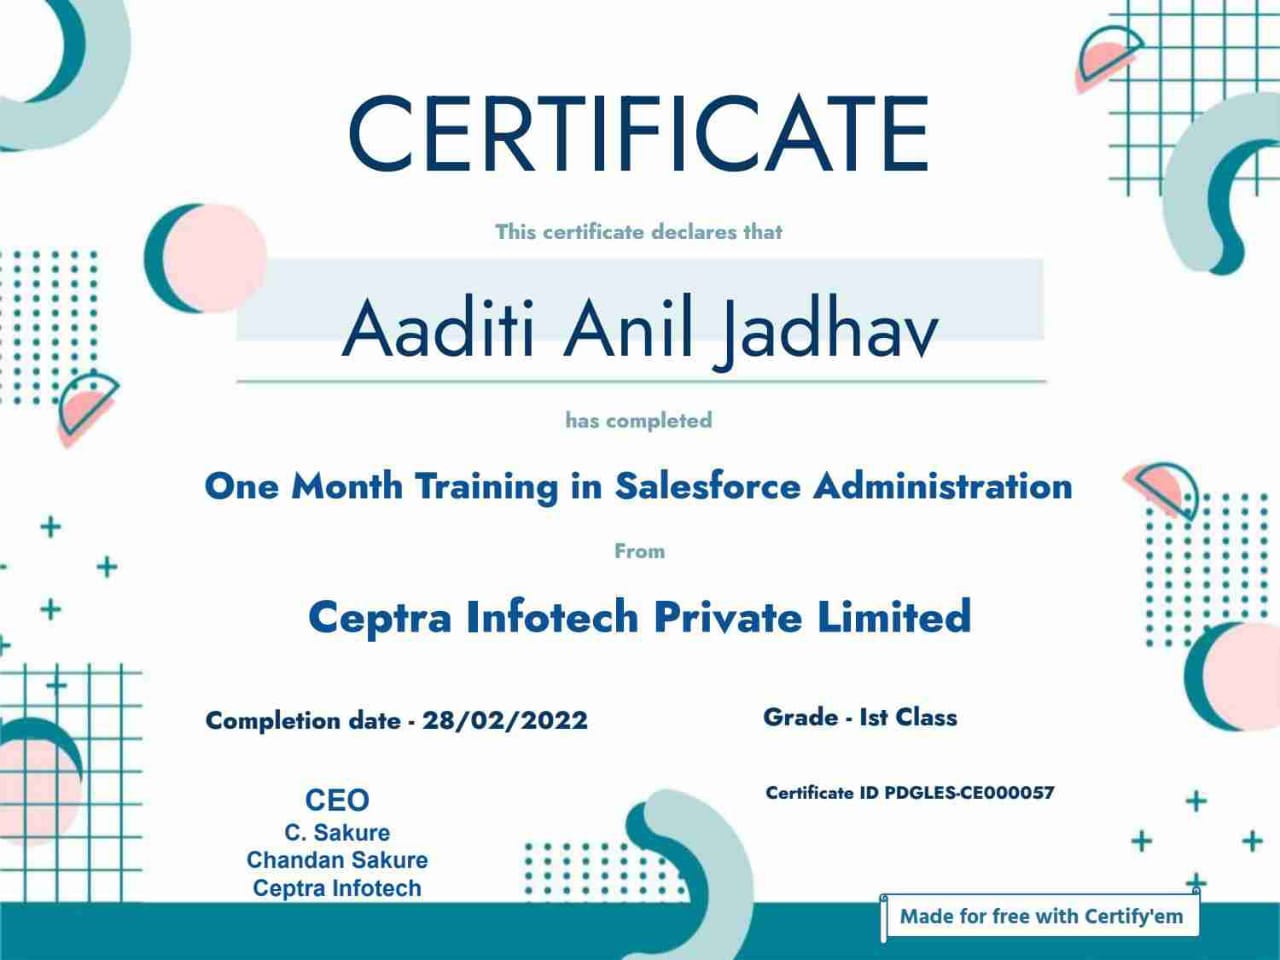 CERTIFICATE
This certificate declares that
Aaditi Anil Jadhav
has completed
One Month Training in Salesforce Administration
From
Ceptra Infotech Private Limited
Completion date - 28/02/2022
Grade - Ist Class
CEO
C. Sakure
Chandan Sakure
Ceptra Infotech
Certificate ID PDGLES-CE000057
Made for free with Certify'em